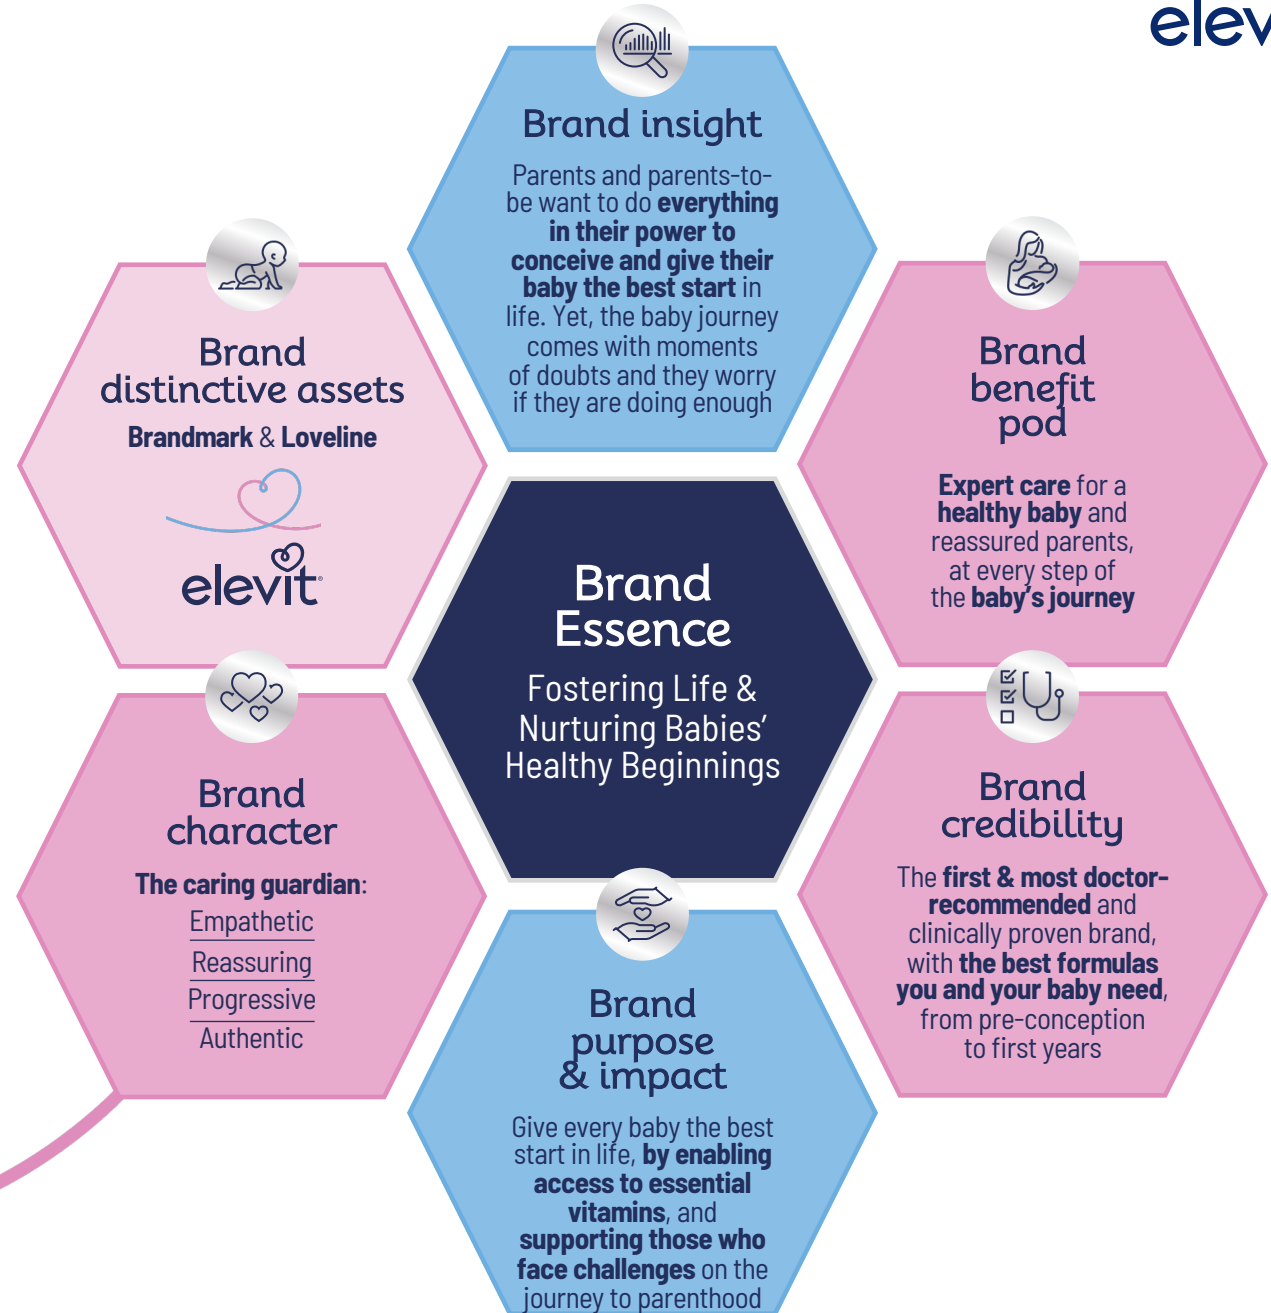 elev
Brand insight
Parents and parents-to-
be want to do everything
in their power to
conceive and give their
baby the best start in
life. Yet, the baby journey
comes with moments
of doubts and they worry
if they are doing enough
Brand
distinctive assets
Brandmark & Loveline
elevit®
Brand
benefit
pod
Expert care for a
healthy baby and
reassured parents,
at every step of
the baby's journey
Brand
Essence
Fostering Life &
Nurturing Babies'
Healthy Beginnings
Brand
character
The caring guardian:
Empathetic
Reassuring
Progressive
Authentic
Brand
credibility
The first & most doctor-
recommended and
clinically proven brand,
with the best formulas
you and your baby need,
from pre-conception
to first years
Brand
purpose
& impact
Give every baby the best
start in life, by enabling
access to essential
vitamins, and
supporting those who
face challenges on the
journey to parenthood